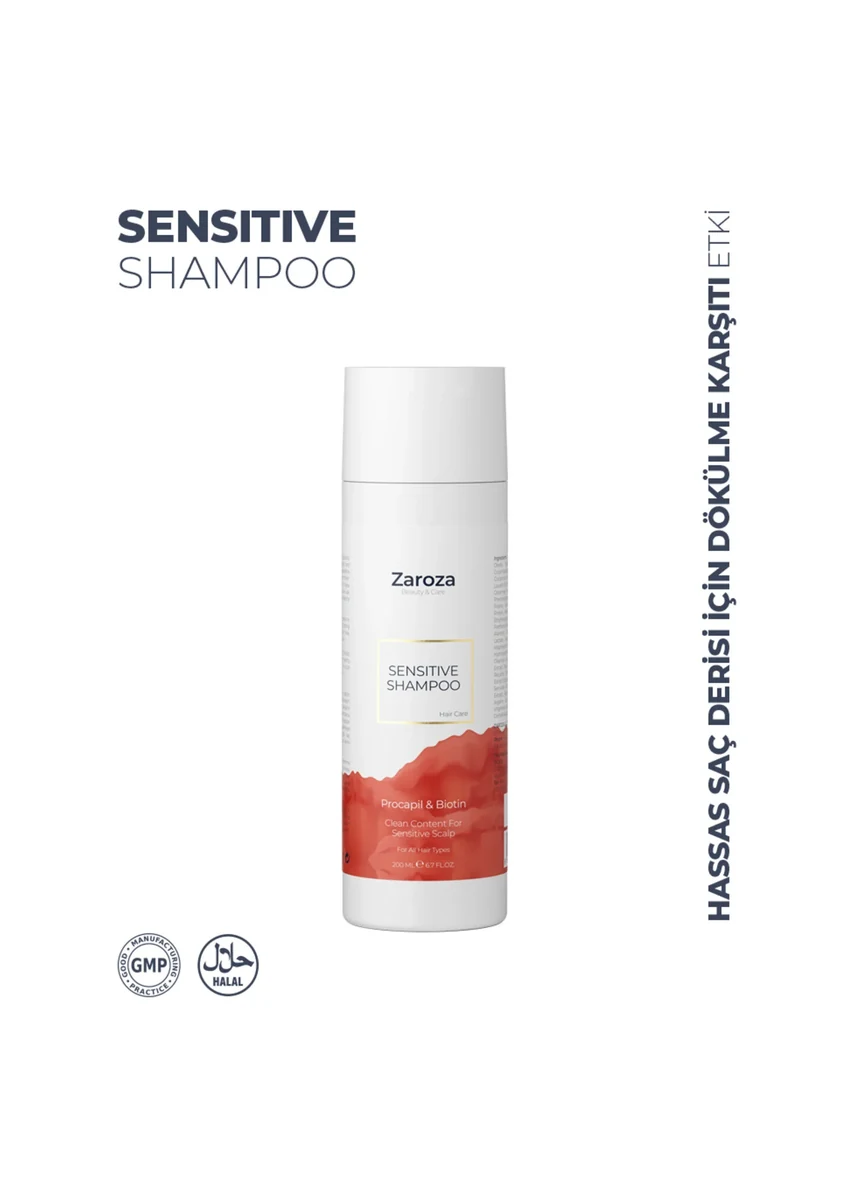 SENSITIVE
SHAMPOO
HASSAS SAÇ DERİSİ İÇİN DÖKÜLME KARŞITI ETKİ
Zaroza
Beauty & Care
SENSITIVE
SHAMPOO
Hair Care
Procapil & Biotin
Clean Content For
Sensitive Scalp
For All Hair Types
200 ML ℮ 6.7 FL.OZ
GOOD • MANUFACTURING • PRACTICE •
GMP
حلال
HALAL